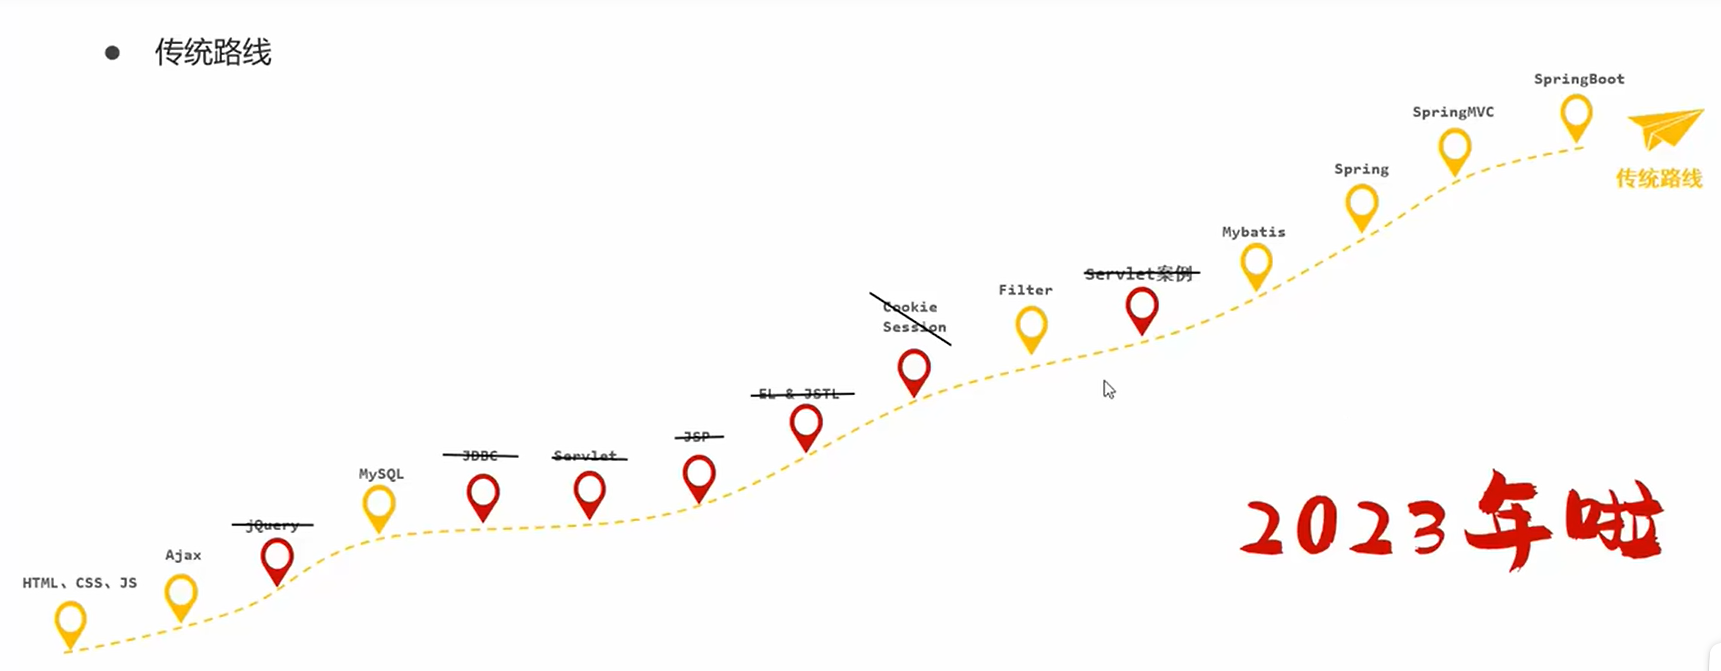 传统路线
HTML、CSS、JS
Ajax
jQuery
MySQL
JDBC
Servlet
JSP
EL & JSTL
Cookie
Session
Filter
Servlet案例
Mybatis
Spring
SpringMVC
SpringBoot
传统路线
2023年啦